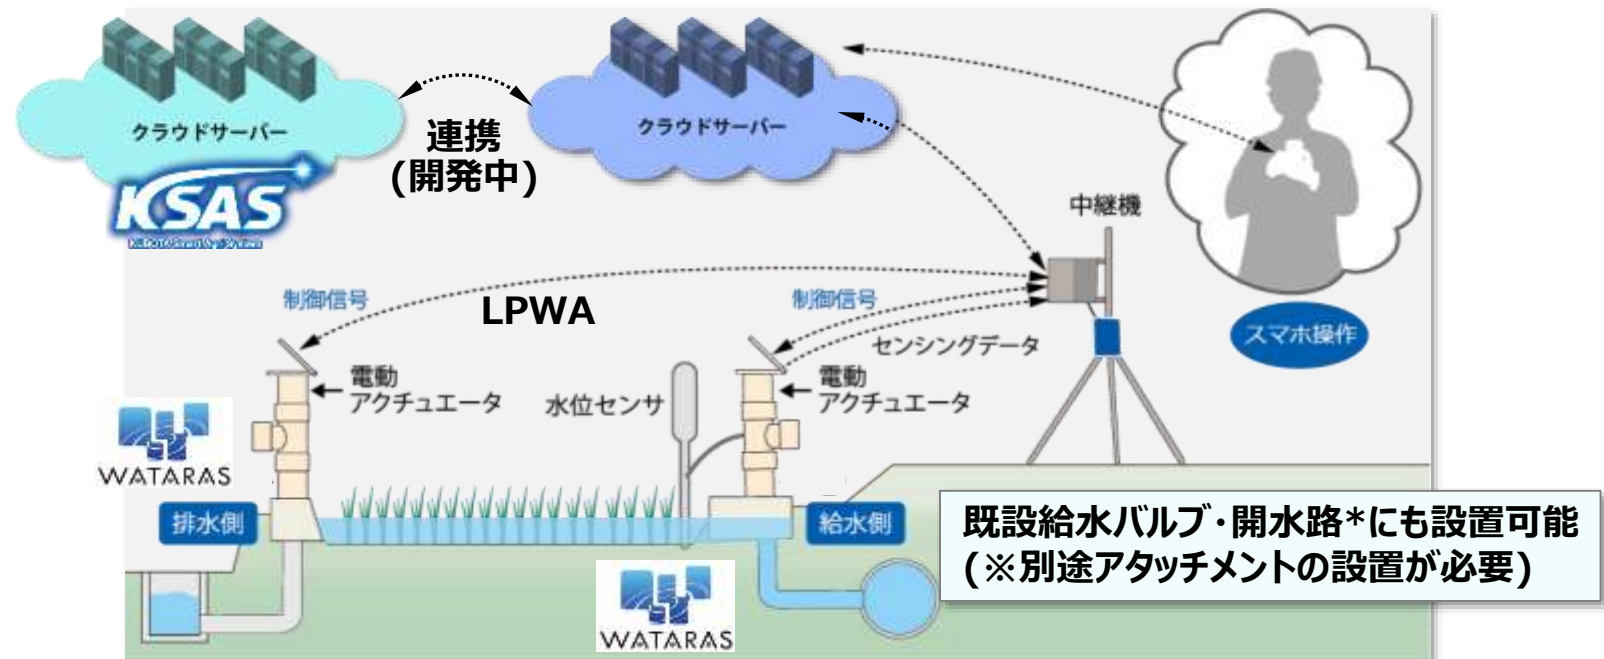 クラウドサーバー
クラウドサーバー
連携
(開発中)
KSAS
KUBOTA Smart Agri System
中継機
制御信号
LPWA
制御信号
センシングデータ
スマホ操作
電動
アクチュエータ
水位センサ
電動
アクチュエータ
WATARAS
排水側
給水側
既設給水バルブ・開水路*にも設置可能
(※別途アタッチメントの設置が必要)
WATARAS